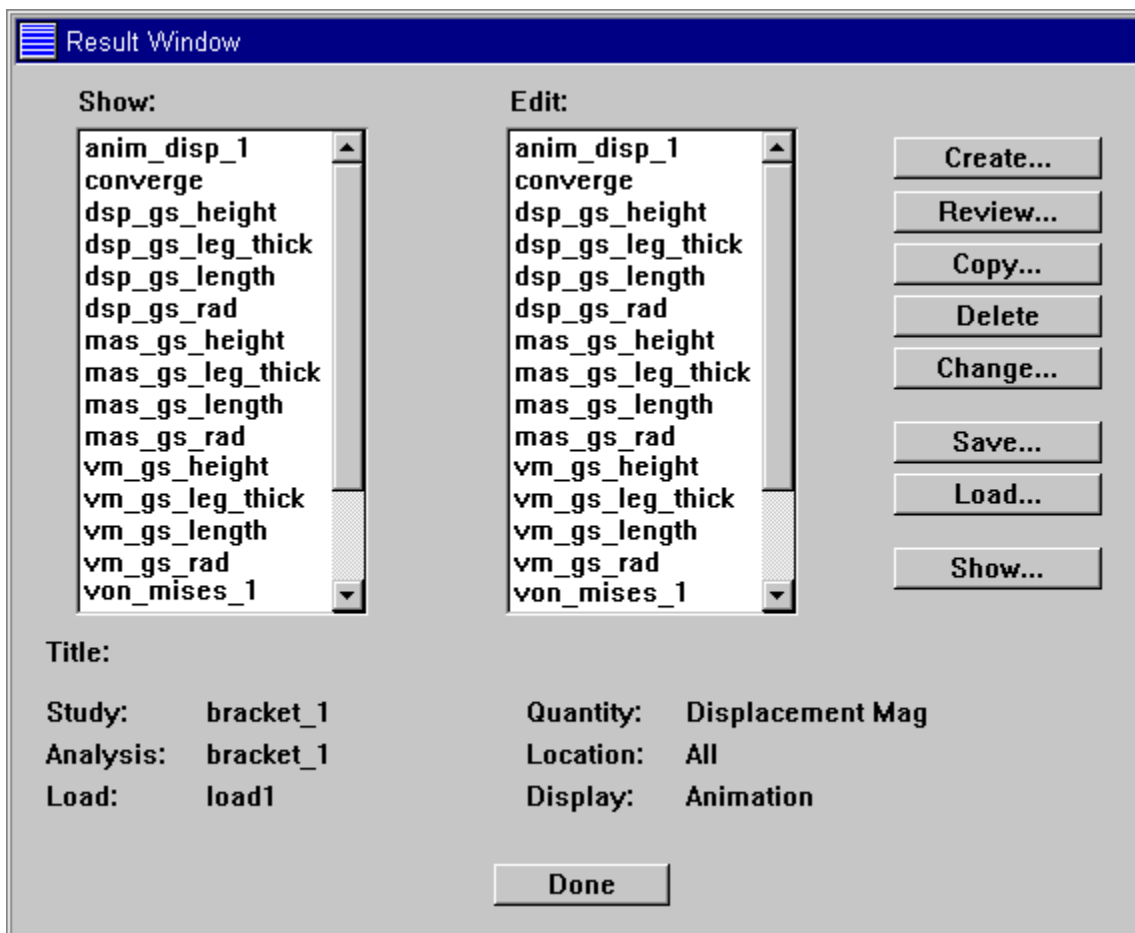 Result Window
Show:
anim_disp_1
converge
dsp_gs_height
dsp_gs_leg_thick
dsp_gs_length
dsp_gs_rad
mas_gs_height
mas_gs_leg_thick
mas_gs_length
mas_gs_rad
vm_gs_height
vm_gs_leg_thick
vm_gs_length
vm_gs_rad
von_mises_1
Edit:
anim_disp_1
converge
dsp_gs_height
dsp_gs_leg_thick
dsp_gs_length
dsp_gs_rad
mas_gs_height
mas_gs_leg_thick
mas_gs_length
mas_gs_rad
vm_gs_height
vm_gs_leg_thick
vm_gs_length
vm_gs_rad
von_mises_1
Create...
Review...
Copy...
Delete
Change...
Save...
Load...
Show...
Title:
Study: bracket_1
Analysis: bracket_1
Load: load1
Quantity: Displacement Mag
Location: All
Display: Animation
Done